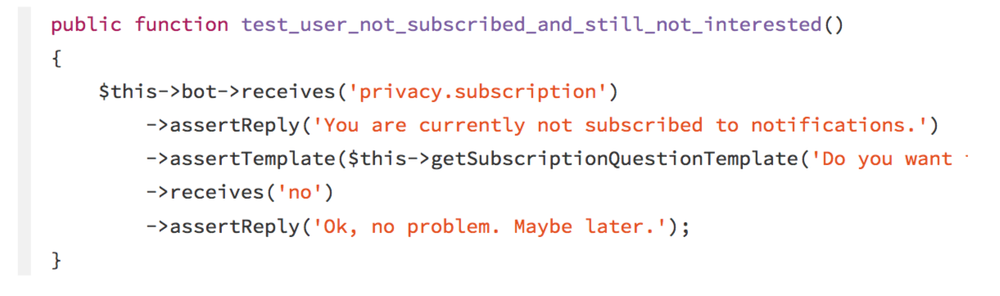 public function test_user_not_subscribed_and_still_not_interested()
{
$this->bot->receives('privacy.subscription')
->assertReply('You are currently not subscribed to notifications.')
->assertTemplate($this->getSubscriptionQuestionTemplate('Do you want
->receives('no')
->assertReply('Ok, no problem. Maybe later.');
}